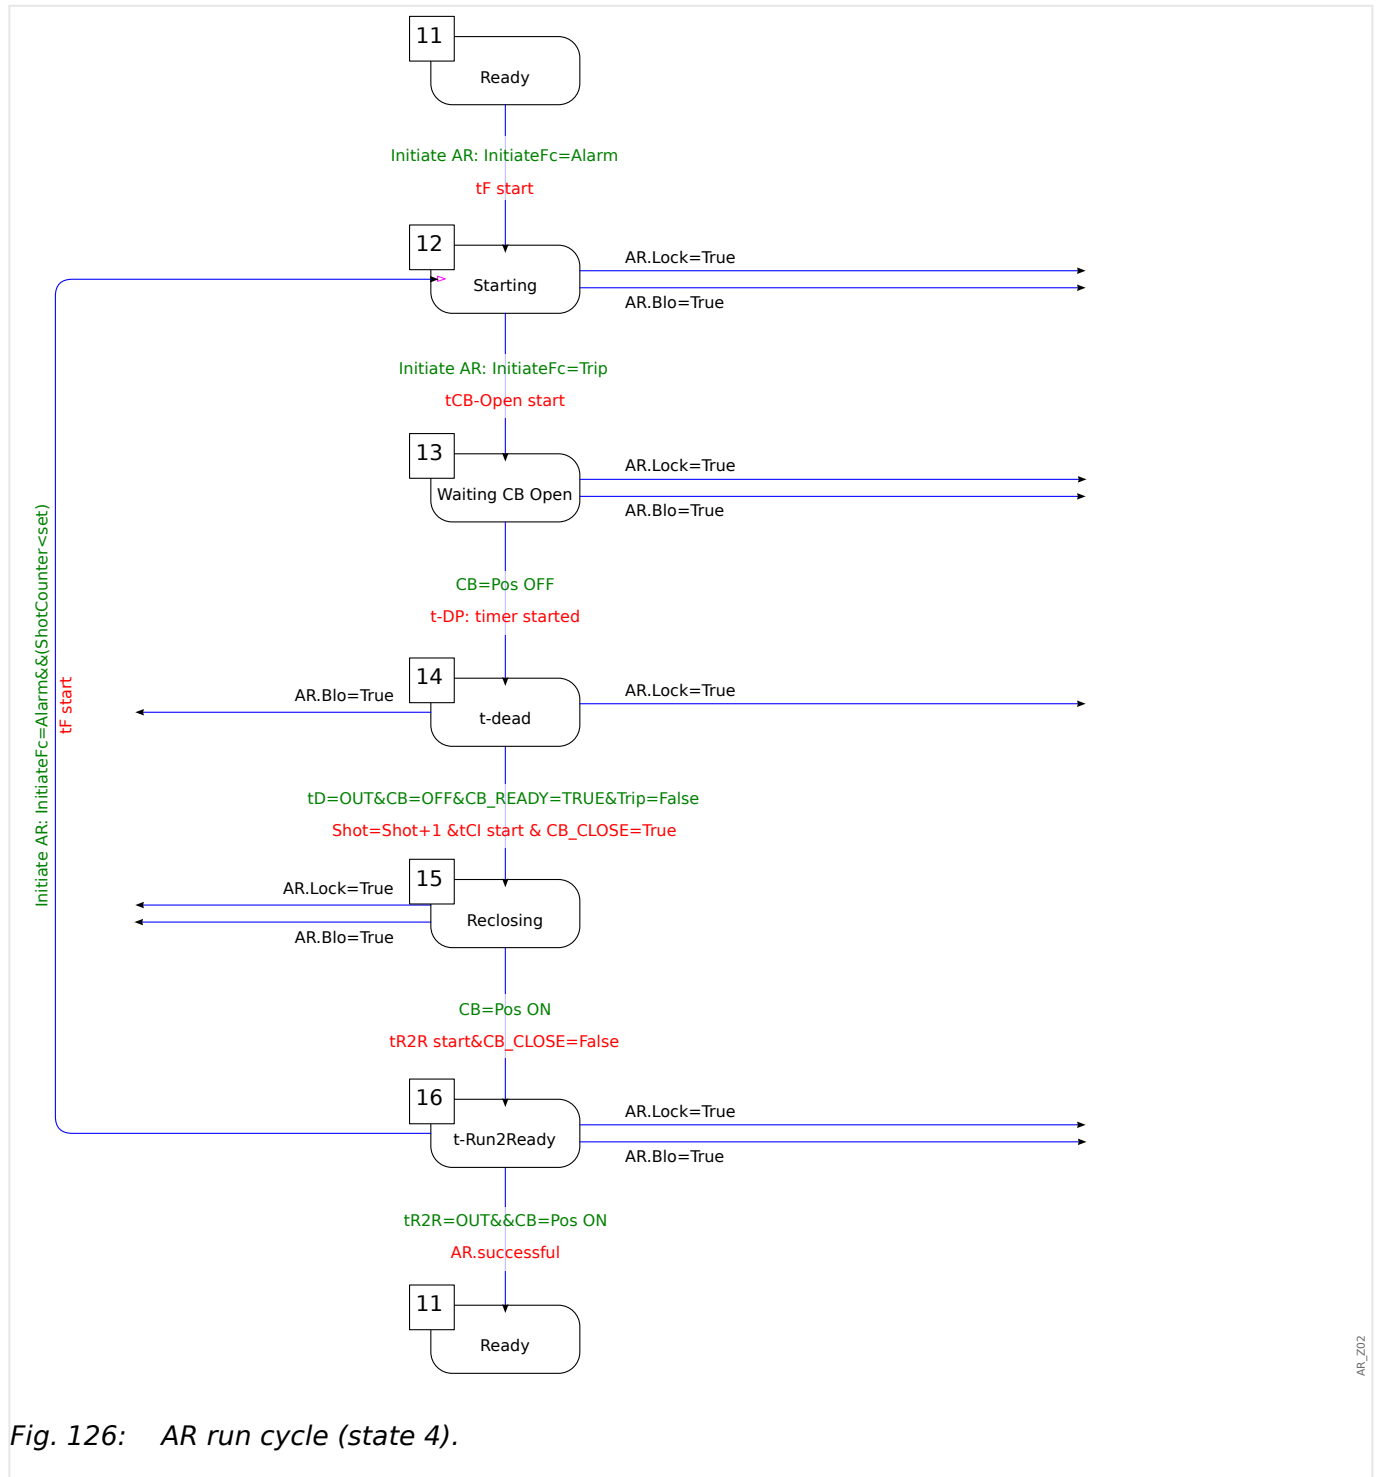 11
Ready
Initiate AR: InitiateFc=Alarm
tF start
12
Starting
AR.Lock=True
AR.Blo=True
Initiate AR: InitiateFc=Trip
tCB-Open start
13
Waiting CB Open
AR.Lock=True
AR.Blo=True
Initiate AR: InitiateFc=Alarm&&(ShotCounter<set)
tF start
CB=Pos OFF
t-DP: timer started
14
t-dead
AR.Blo=True
AR.Lock=True
tD=OUT&CB=OFF&CB_READY=TRUE&Trip=False
Shot=Shot+1 &tCl start & CB_CLOSE=True
15
Reclosing
AR.Lock=True
AR.Blo=True
CB=Pos ON
tR2R start&CB_CLOSE=False
16
t-Run2Ready
AR.Lock=True
AR.Blo=True
tR2R=OUT&&CB=Pos ON
AR.successful
11
Ready
AR_Z02
Fig. 126: AR run cycle (state 4).